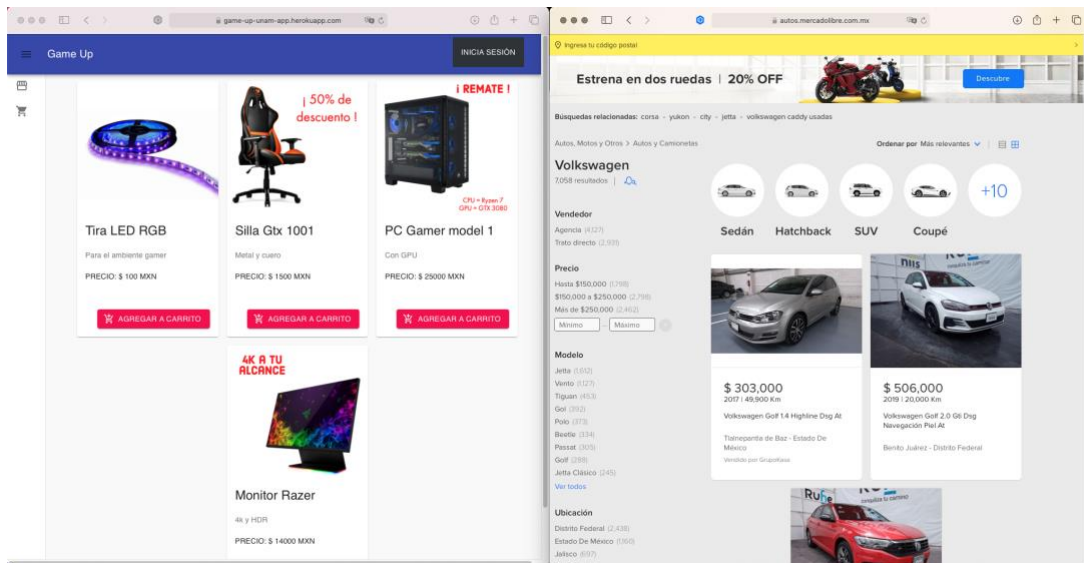 game-up-unam-app.herokuapp.com
Game Up
INICIA SESIÓN
¡ 50% de
descuento !
¡ REMATE !
CPU = Ryzen 7
GPU = GTX 3080
Tira LED RGB
Para el ambiente gamer
PRECIO: $ 100 MXN
AGREGAR A CARRITO
Silla Gtx 1001
Metal y cuero
PRECIO: $ 1500 MXN
AGREGAR A CARRITO
PC Gamer model 1
Con GPU
PRECIO: $ 25000 MXN
AGREGAR A CARRITO
4K A TU
ALCANCE
Monitor Razer
4k y HDR
PRECIO: $ 14000 MXN
autos.mercadolibre.com.mx
Ingresa tu código postal
Estrena en dos ruedas | 20% OFF
Descubre
Búsquedas relacionadas: corsa - yukon - city - jetta - volkswagen caddy usadas
Autos, Motos y Otros > Autos y Camionetas
Ordenar por Más relevantes
Volkswagen
7,058 resultados
Vendedor
Agencia (4,127)
Trato directo (2,931)
Precio
Hasta $150,000 (1,798)
$150,000 a $250,000 (2,798)
Más de $250,000 (2,462)
Mínimo - Máximo
Modelo
Jetta (1,612)
Vento (1,127)
Tiguan (453)
Gol (392)
Polo (373)
Beetle (334)
Passat (305)
Golf (288)
Jetta Clásico (245)
Ver todos
Ubicación
Distrito Federal (2,438)
Estado De México (1,160)
Jalisco (697)
Sedán
Hatchback
SUV
Coupé
+10
$ 303,000
2017 | 49,900 Km
Volkswagen Golf 1.4 Highline Dsg At
Tlalnepantla de Baz - Estado De
México
$ 506,000
2019 | 20,000 Km
Volkswagen Golf 2.0 Gti Dsg
Navegación Piel At
Benito Juárez - Distrito Federal